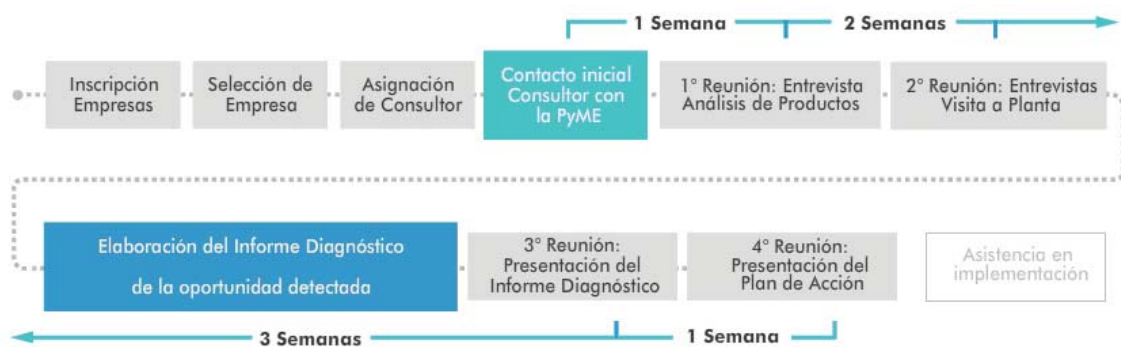 1 Semana
2 Semanas
Inscripción
Empresas
Selección de
Empresa
Asignación
de Consultor
Contacto inicial
Consultor con
la PyME
1° Reunión: Entrevista
Análisis de Productos
2° Reunión: Entrevistas
Visita a Planta
Elaboración del Informe Diagnóstico
de la oportunidad detectada
3° Reunión:
Presentación del
Informe Diagnóstico
4° Reunión:
Presentación del
Plan de Acción
Asistencia en
implementación
3 Semanas
1 Semana